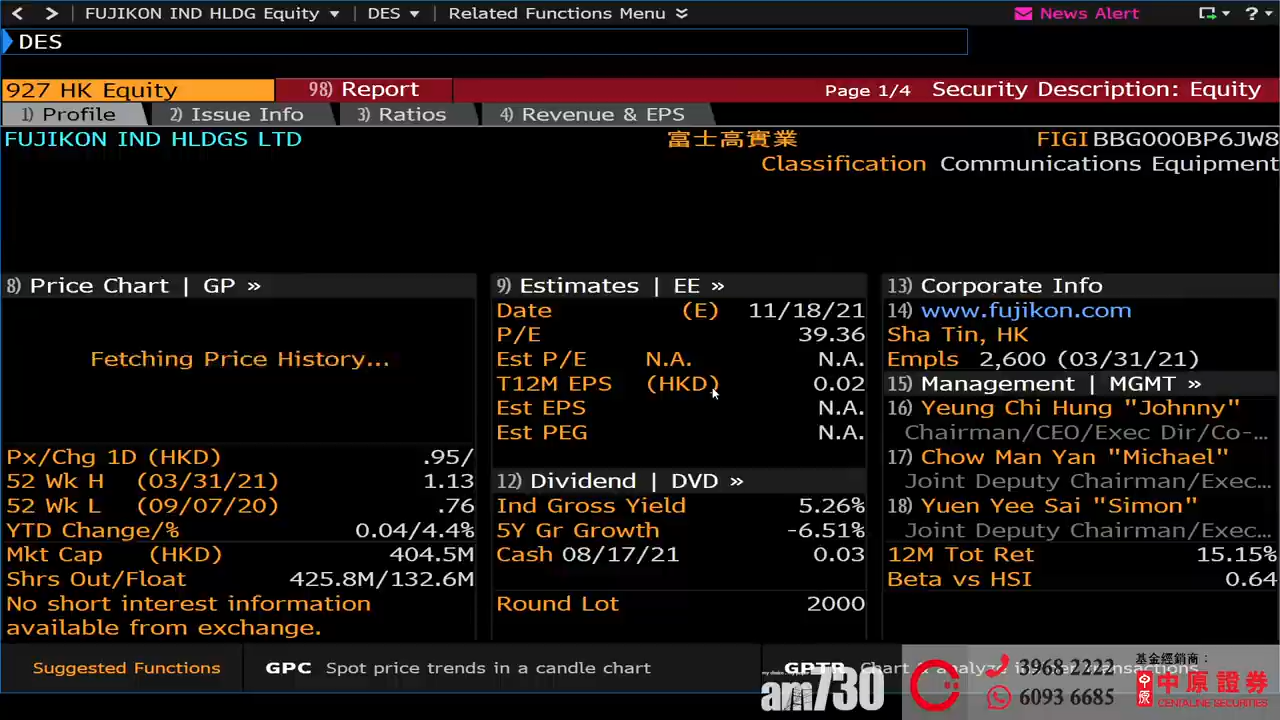 FUJIKON IND HLDG Equity DES Related Functions Menu News Alert ?
DES
927 HK Equity 98) Report Page 1/4 Security Description: Equity
1) Profile 2) Issue Info 3) Ratios 4) Revenue & EPS
FUJIKON IND HLDGS LTD 富士高實業 FIGI BBG000BP6JW8
Classification Communications Equipment
8) Price Chart | GP »
Fetching Price History...
Px/Chg 1D (HKD) .95/
52 Wk H (03/31/21) 1.13
52 Wk L (09/07/20) .76
YTD Change/% 0.04/4.4%
Mkt Cap (HKD) 404.5M
Shrs Out/Float 425.8M/132.6M
No short interest information
available from exchange.
9) Estimates | EE »
Date (E) 11/18/21
P/E 39.36
Est P/E N.A. N.A.
T12M EPS (HKD) 0.02
Est EPS N.A.
Est PEG N.A.
12) Dividend | DVD »
Ind Gross Yield 5.26%
5Y Gr Growth -6.51%
Cash 08/17/21 0.03
Round Lot 2000
13) Corporate Info
14) www.fujikon.com
Sha Tin, HK
Empls 2,600 (03/31/21)
15) Management | MGMT »
16) Yeung Chi Hung "Johnny"
Chairman/CEO/Exec Dir/Co-...
17) Chow Man Yan "Michael"
Joint Deputy Chairman/Exec...
18) Yuen Yee Sai "Simon"
Joint Deputy Chairman/Exec...
12M Tot Ret 15.15%
Beta vs HSI 0.64
Suggested Functions GPC Spot price trends in a candle chart GPTR Chart & analyze transactions
am730
3968 2222
6093 6685
基金經銷商：
中原證券
CENTALINE SECURITIES